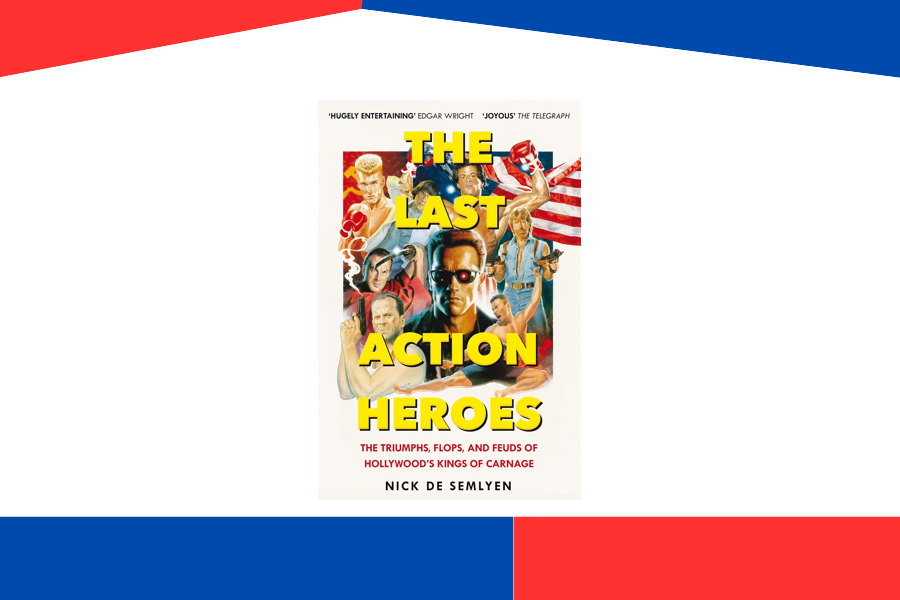 'HUGELY ENTERTAINING' EDGAR WRIGHT 'JOYOUS' THE TELEGRAPH
THE
LAST
ACTION
HEROES
THE TRIUMPHS, FLOPS, AND FEUDS OF
HOLLYWOOD'S KINGS OF CARNAGE
NICK DE SEMLYEN